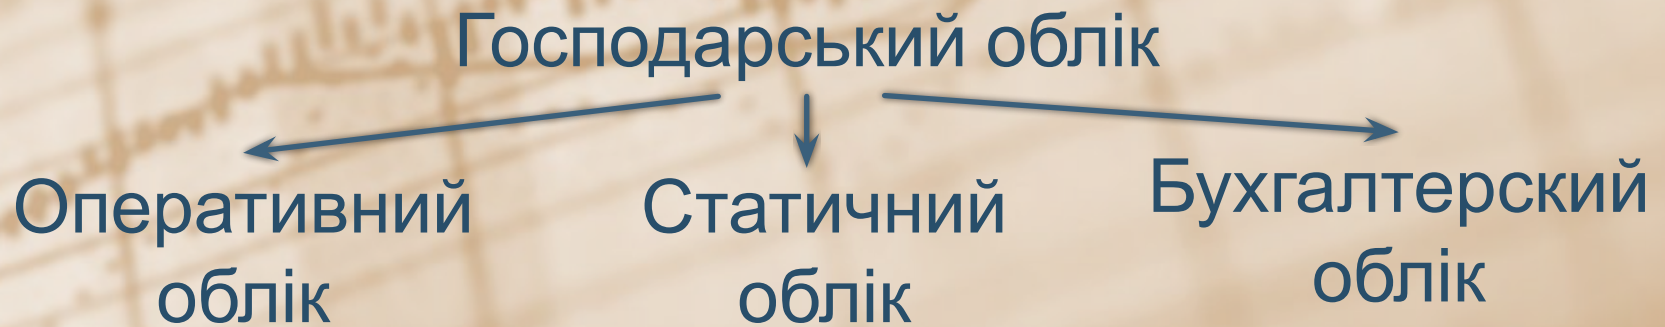 Господарський облік
Оперативний
облік
Статичний
облік
Бухгалтерский
облік